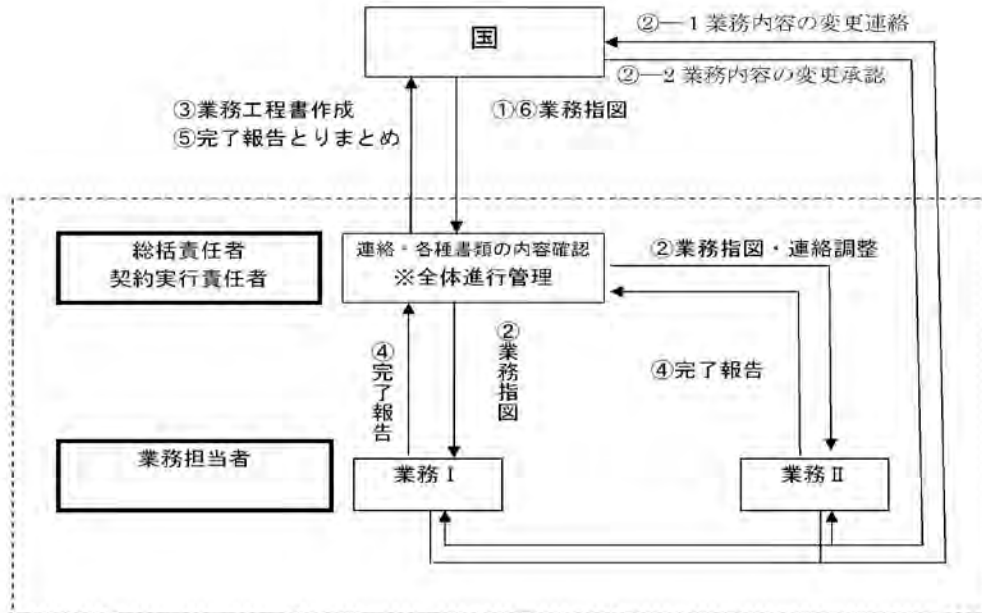 国
②―1 業務内容の変更連絡
②―2 業務内容の変更承認
③業務工程書作成
⑤完了報告とりまとめ
①⑥業務指図
総括責任者
契約実行責任者
連絡・各種書類の内容確認
※全体進行管理
②業務指図・連絡調整
④完了報告
②業務指図
④完了報告
業務担当者
業務Ⅰ
業務Ⅱ